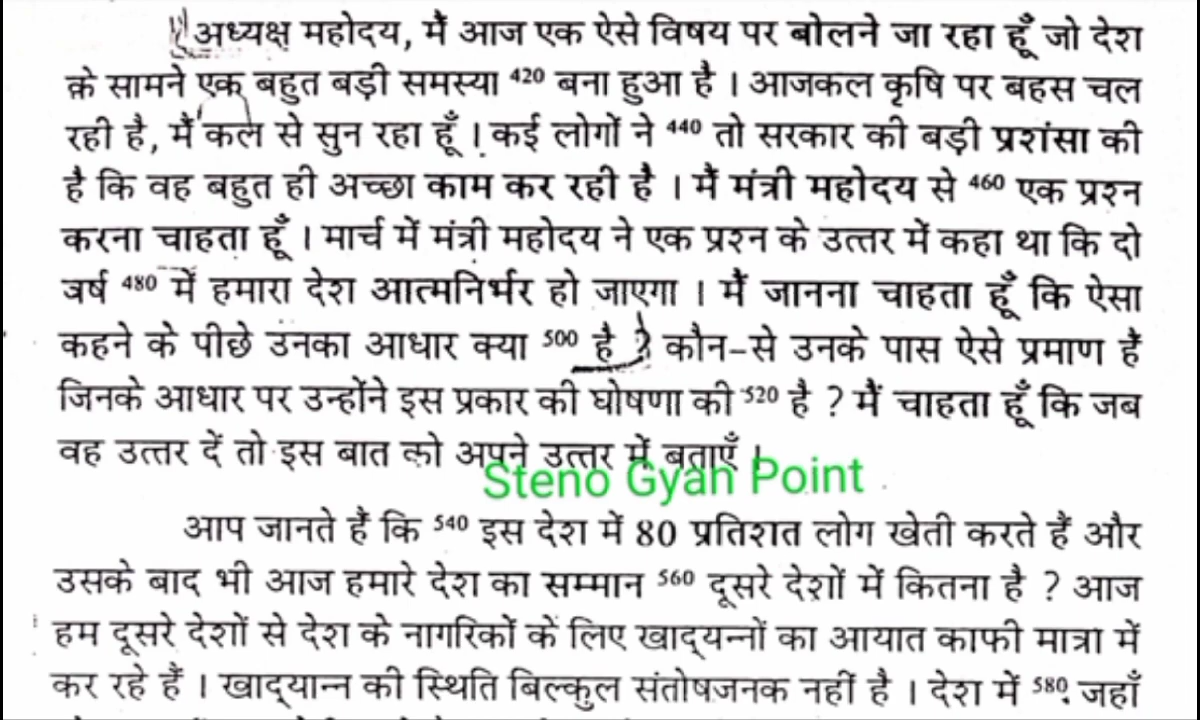 अध्यक्ष महोदय, मैं आज एक ऐसे विषय पर बोलने जा रहा हूँ जो देश
के सामने एक बहुत बड़ी समस्या 420 बना हुआ है । आजकल कृषि पर बहस चल
रही है, मैं कल से सुन रहा हूँ । कई लोगों ने 440 तो सरकार की बड़ी प्रशंसा की
है कि वह बहुत ही अच्छा काम कर रही है । मैं मंत्री महोदय से 460 एक प्रश्न
करना चाहता हूँ । मार्च में मंत्री महोदय ने एक प्रश्न के उत्तर में कहा था कि दो
वर्ष 480 में हमारा देश आत्मनिर्भर हो जाएगा । मैं जानना चाहता हूँ कि ऐसा
कहने के पीछे उनका आधार क्या 500 है ? कौन-से उनके पास ऐसे प्रमाण हैं
जिनके आधार पर उन्होंने इस प्रकार की घोषणा की 520 है ? मैं चाहता हूँ कि जब
वह उत्तर दें तो इस बात को अपने उत्तर में बताएँ ।
Steno Gyan Point
आप जानते हैं कि 540 इस देश में 80 प्रतिशत लोग खेती करते हैं और
उसके बाद भी आज हमारे देश का सम्मान 560 दूसरे देशों में कितना है ? आज
हम दूसरे देशों से देश के नागरिकों के लिए खाद्यन्नों का आयात काफी मात्रा में
कर रहे हैं । खाद्यान्न की स्थिति बिल्कुल संतोषजनक नहीं है । देश में 580 जहाँ